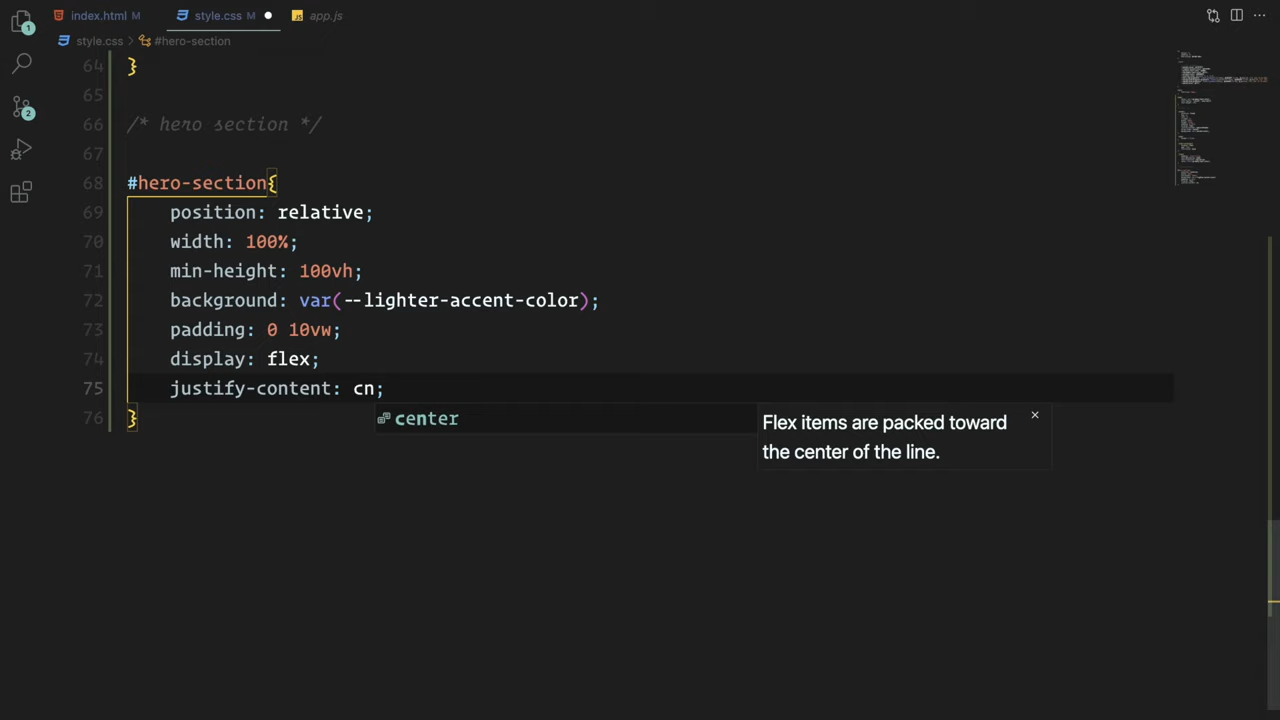 index.html M
style.css M
app.js
style.css > #hero-section
64 }
65
66 /* hero section */
67
68 #hero-section{
69 position: relative;
70 width: 100%;
71 min-height: 100vh;
72 background: var(--lighter-accent-color);
73 padding: 0 10vw;
74 display: flex;
75 justify-content: cn;
76 }
center
Flex items are packed toward
the center of the line.
1
2